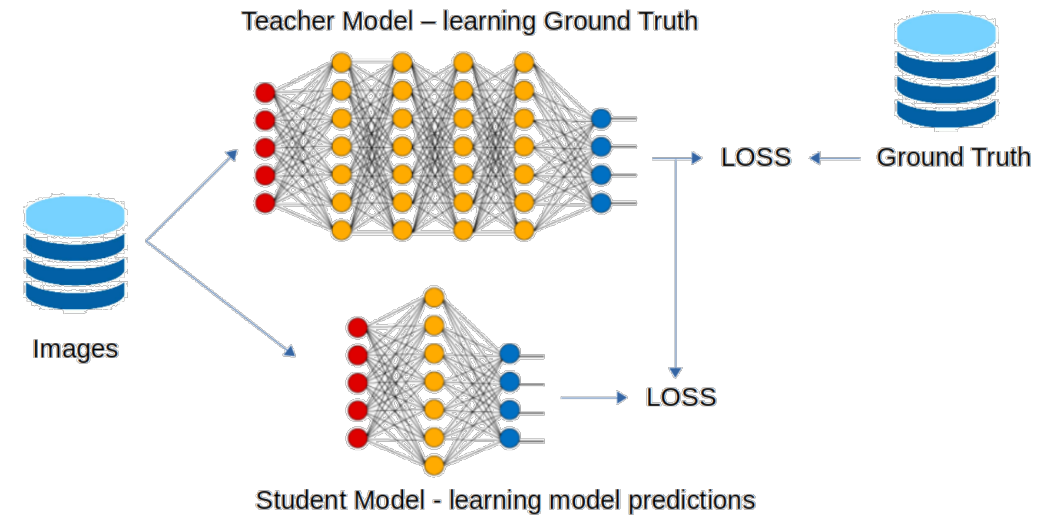 Teacher Model – learning Ground Truth
LOSS
Ground Truth
Images
LOSS
Student Model - learning model predictions